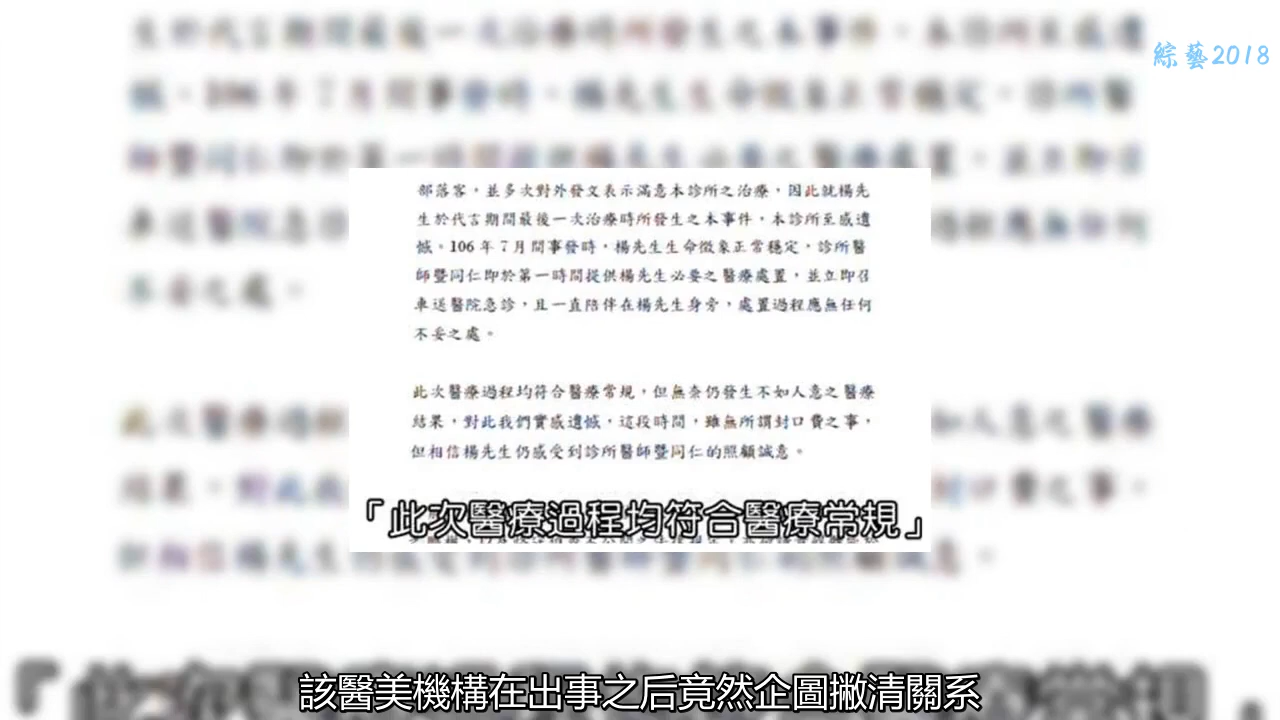 綜藝2018
部落客，並多次對外發文表示滿意本診所之治療，因此就楊先
生於代言期間最後一次治療時所發生之本事件，本診所至感遺
憾。106 年 7 月間事發時，楊先生生命徵象正常穩定，診所醫
師暨同仁即於第一時間提供楊先生必要之醫療處置，並立即召
車送醫院急診，且一直陪伴在楊先生身旁，處置過程應無任何
不妥之處。
此次醫療過程均符合醫療常規，但無奈仍發生不如人意之醫療
結果，對此我們實感遺憾，這段時間，雖無所謂封口費之事，
但相信楊先生仍感受到診所醫師暨同仁的照顧誠意。
「此次醫療過程均符合醫療常規」
該醫美機構在出事之后竟然企圖撇清關系